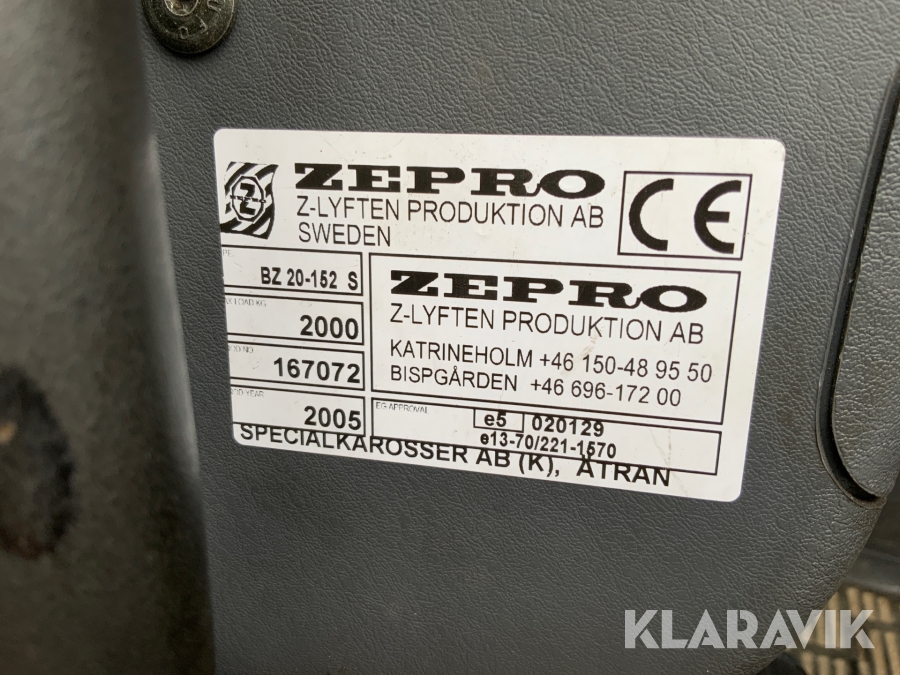 ZEPRO
Z-LYFTEN PRODUKTION AB
SWEDEN
CE
Z
BZ 20-152 S
2000
167072
YEAR
2005
ZEPRO
Z-LYFTEN PRODUKTION AB
KATRINEHOLM +46 150-48 95 50
BISPGÅRDEN +46 696-172 00
EG APPROVAL
e5 020129
e13-70/221-1570
SPECIALKAROSSER AB (K), ÄTRAN
KLARAVIK